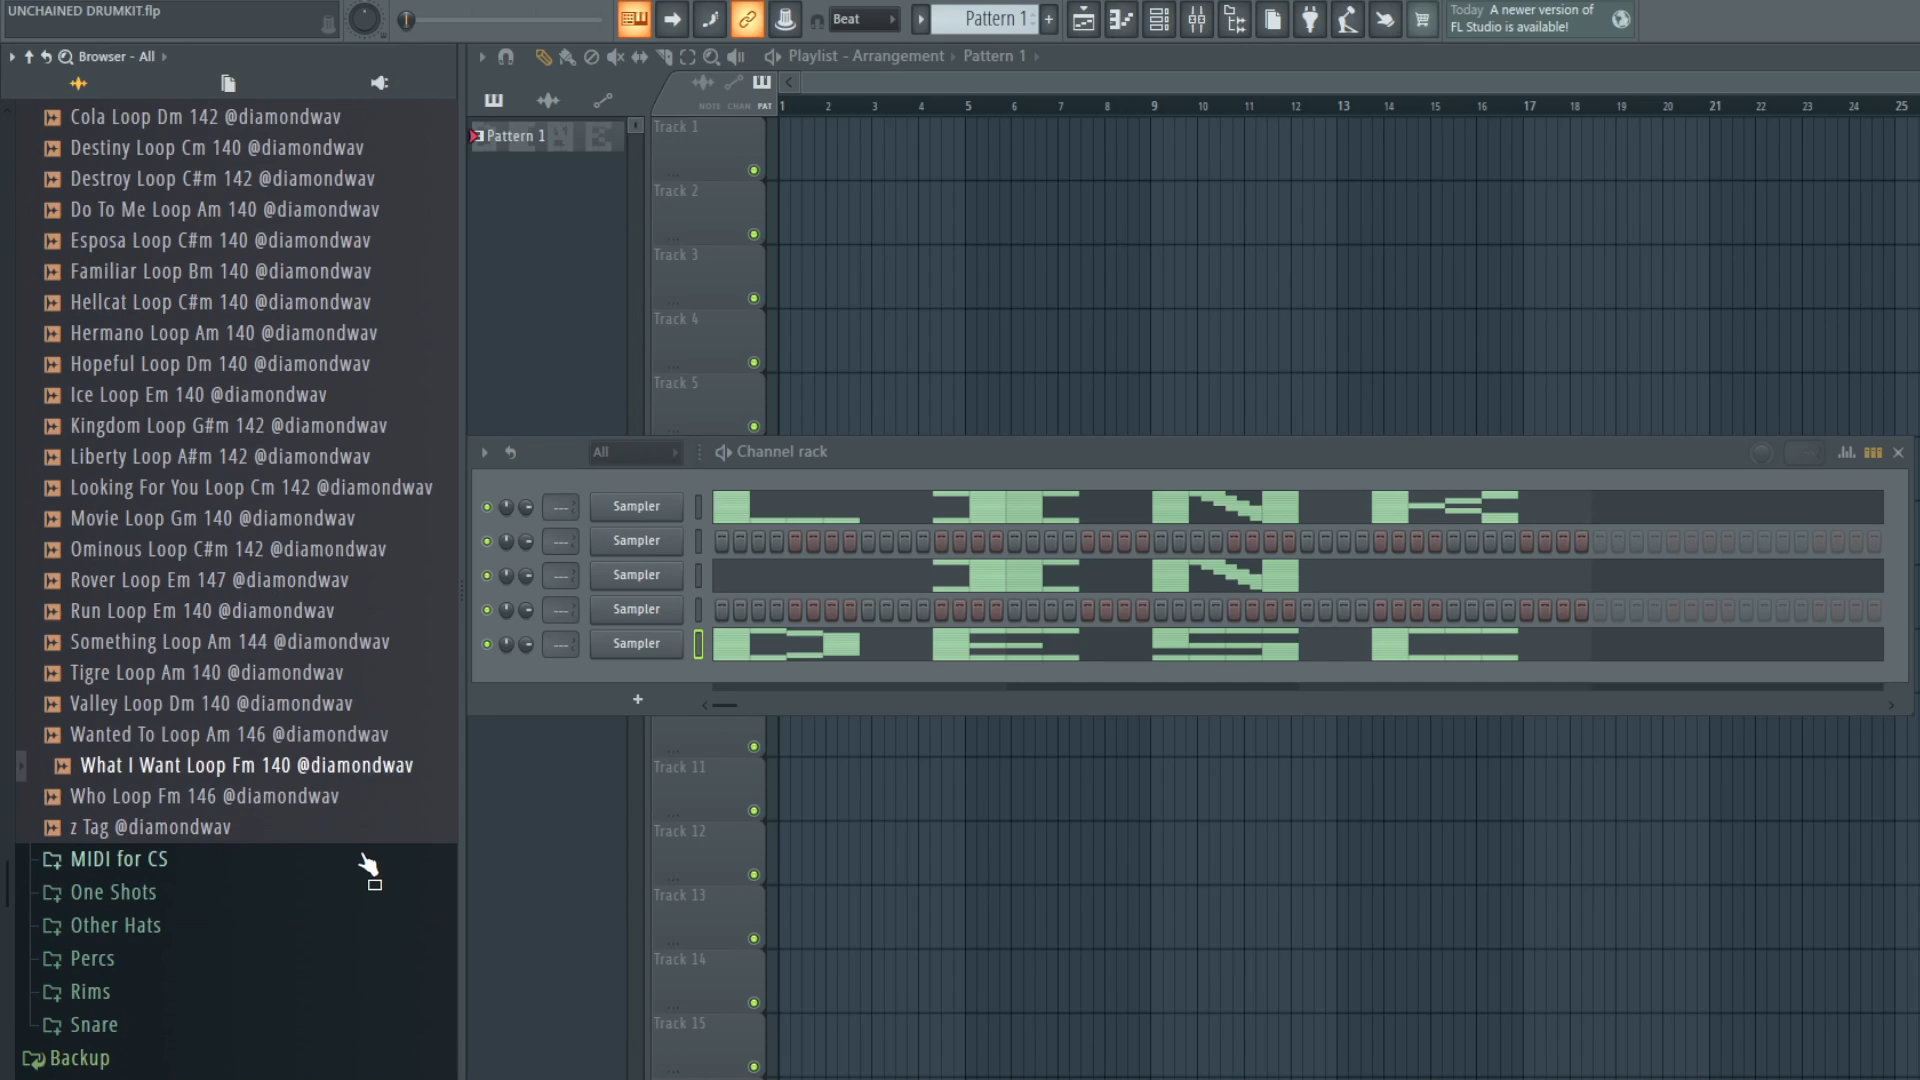 UNCHAINED DRUMKIT.flp
Beat
Pattern 1
+
Today A newer version of
FL Studio is available!
Browser - All
Playlist - Arrangement › Pattern 1 ›
NOTE CHAN PAT
1 2 3 4 5 6 7 8 9 10 11 12 13 14 15 16 17 18 19 20 21 22 23 24 25
Pattern 1
Track 1
Track 2
Track 3
Track 4
Track 5
Cola Loop Dm 142 @diamondwav
Destiny Loop Cm 140 @diamondwav
Destroy Loop C#m 142 @diamondwav
Do To Me Loop Am 140 @diamondwav
Esposa Loop C#m 140 @diamondwav
Familiar Loop Bm 140 @diamondwav
Hellcat Loop C#m 140 @diamondwav
Hermano Loop Am 140 @diamondwav
Hopeful Loop Dm 140 @diamondwav
Ice Loop Em 140 @diamondwav
Kingdom Loop G#m 142 @diamondwav
Liberty Loop A#m 142 @diamondwav
Looking For You Loop Cm 142 @diamondwav
Movie Loop Gm 140 @diamondwav
Ominous Loop C#m 142 @diamondwav
Rover Loop Em 147 @diamondwav
Run Loop Em 140 @diamondwav
Something Loop Am 144 @diamondwav
Tigre Loop Am 140 @diamondwav
Valley Loop Dm 140 @diamondwav
Wanted To Loop Am 146 @diamondwav
What I Want Loop Fm 140 @diamondwav
Who Loop Fm 146 @diamondwav
z Tag @diamondwav
MIDI for CS
One Shots
Other Hats
Percs
Rims
Snare
Backup
All
Channel rack
--- Sampler
--- Sampler
--- Sampler
--- Sampler
--- Sampler
+
Track 11
Track 12
Track 13
Track 14
Track 15